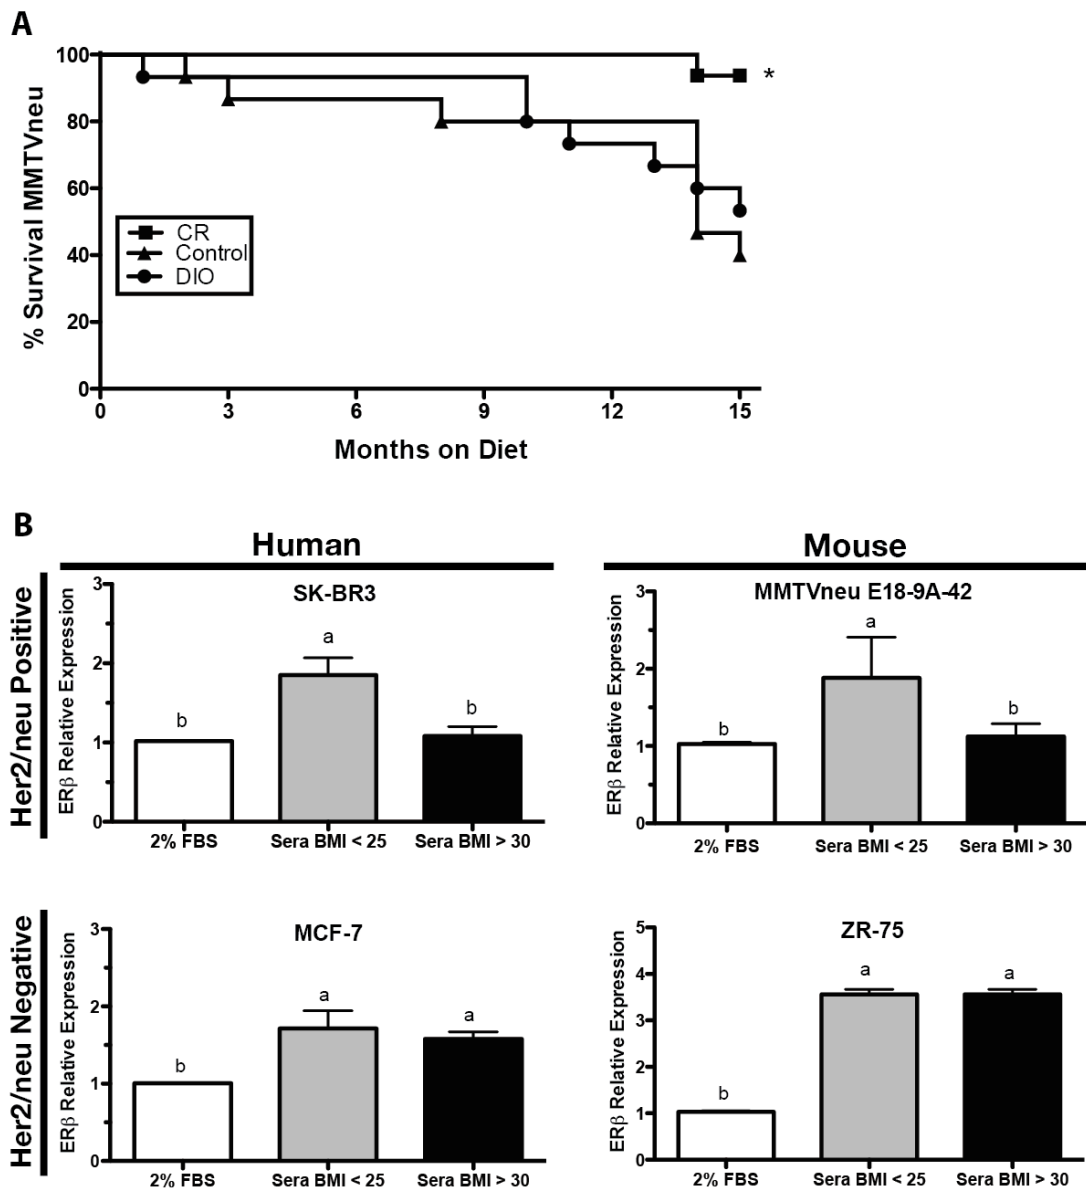 A
% Survival MMTVneu
100
80
60
40
20
0
*
CR
Control
DIO
0 3 6 9 12 15
Months on Diet
B
Human
Mouse
Her2/neu Positive
SK-BR3
ERβ Relative Expression
3
2
1
0
b a b
2% FBS Sera BMI < 25 Sera BMI > 30
MMTVneu E18-9A-42
ERβ Relative Expression
3
2
1
0
b a b
2% FBS Sera BMI < 25 Sera BMI > 30
Her2/neu Negative
MCF-7
ERβ Relative Expression
3
2
1
0
b a a
2% FBS Sera BMI < 25 Sera BMI > 30
ZR-75
ERβ Relative Expression
5
4
3
2
1
0
b a a
2% FBS Sera BMI < 25 Sera BMI > 30